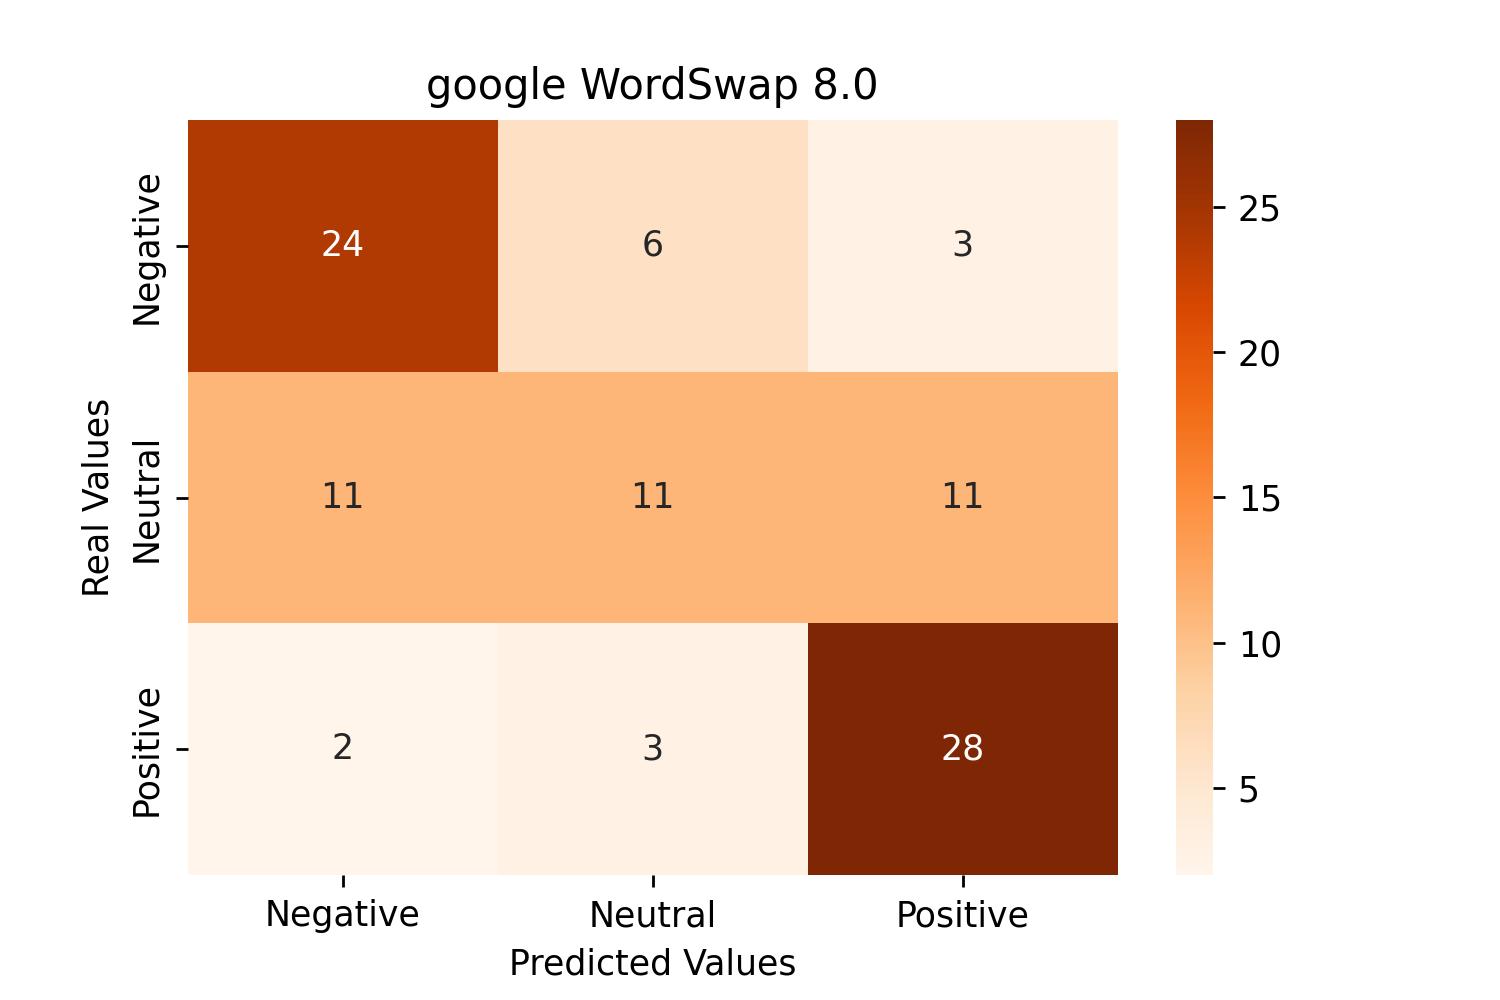 google WordSwap 8.0
Real Values
Negative
24 6 3
Neutral
11 11 11
Positive
2 3 28
Negative Neutral Positive
Predicted Values
25
20
15
10
5